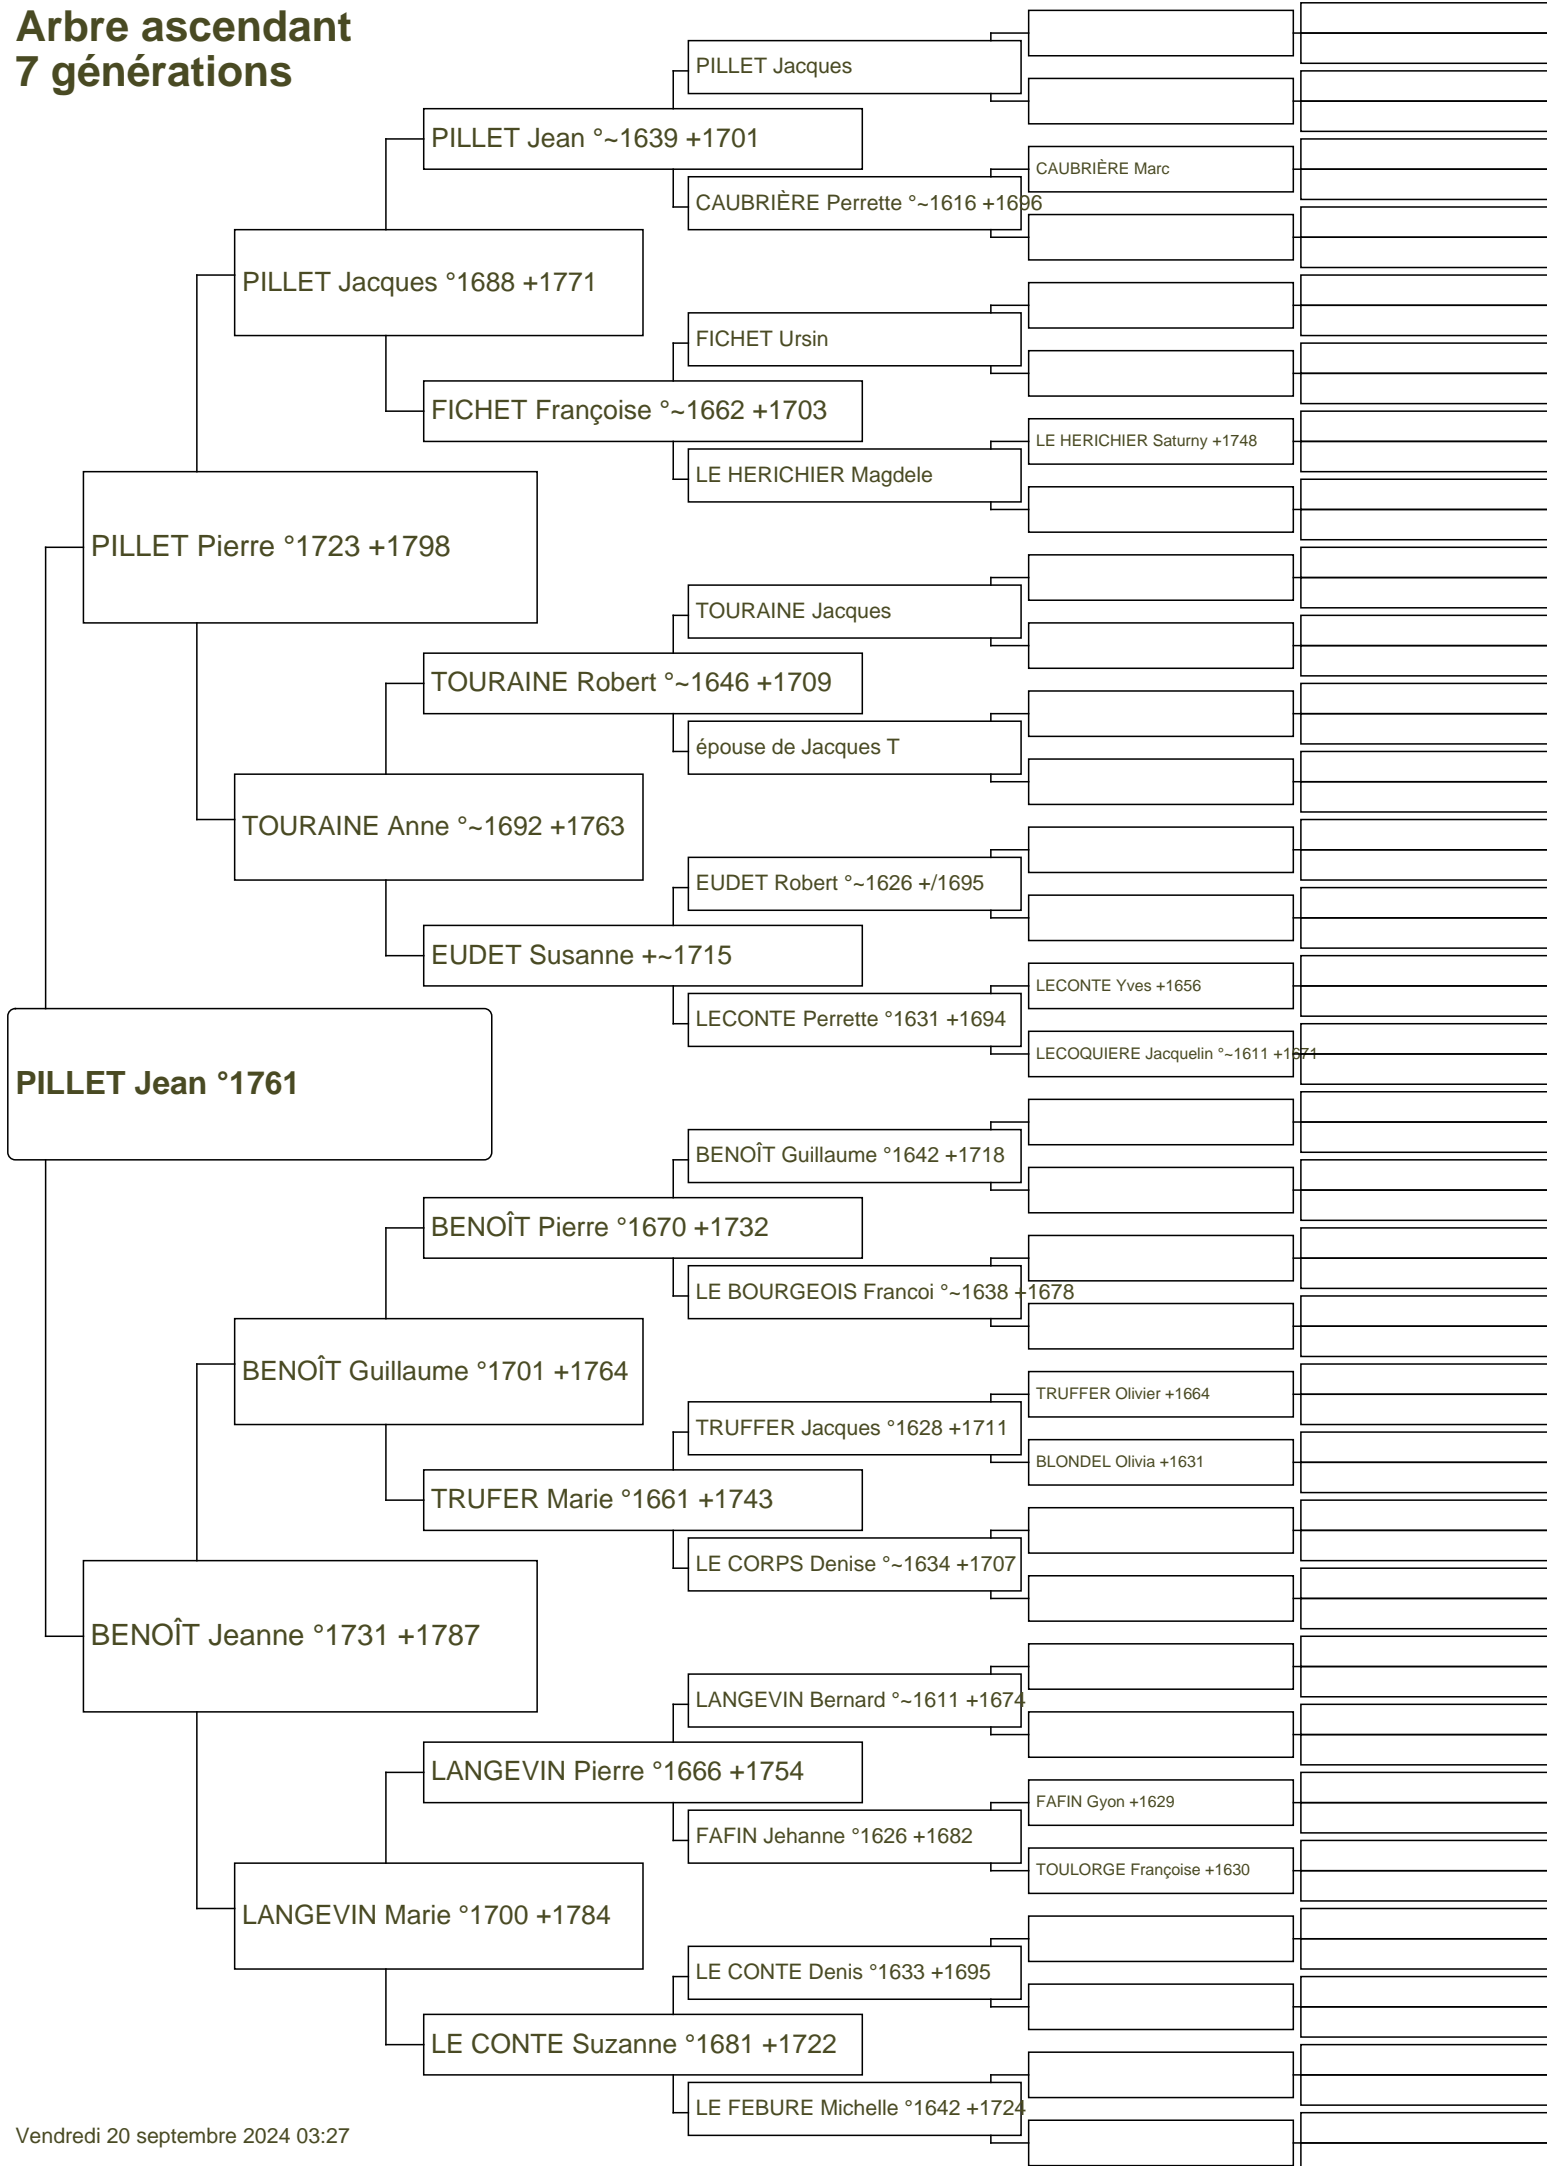 Arbre ascendant
7 générations
PILLET Jacques
PILLET Jean °~1639 +1701
CAUBRIÈRE Marc
CAUBRIÈRE Perrette °~1616 +1696
PILLET Jacques °1688 +1771
FICHET Ursin
FICHET Françoise °~1662 +1703
LE HERICHIER Saturny +1748
LE HERICHIER Magdele
PILLET Pierre °1723 +1798
TOURAINE Jacques
TOURAINE Robert °~1646 +1709
épouse de Jacques T
TOURAINE Anne °~1692 +1763
EUDET Robert °~1626 +/1695
EUDET Susanne +~1715
LECONTE Yves +1656
LECONTE Perrette °1631 +1694
LECOQUIERE Jacquelin °~1611 +1671
PILLET Jean °1761
BENOÎT Guillaume °1642 +1718
BENOÎT Pierre °1670 +1732
LE BOURGEOIS Francoi °~1638 +1678
BENOÎT Guillaume °1701 +1764
TRUFFER Olivier +1664
TRUFFER Jacques °1628 +1711
BLONDEL Olivia +1631
TRUFER Marie °1661 +1743
LE CORPS Denise °~1634 +1707
BENOÎT Jeanne °1731 +1787
LANGEVIN Bernard °~1611 +1674
LANGEVIN Pierre °1666 +1754
FAFIN Gyon +1629
FAFIN Jehanne °1626 +1682
TOULORGE Françoise +1630
LANGEVIN Marie °1700 +1784
LE CONTE Denis °1633 +1695
LE CONTE Suzanne °1681 +1722
LE FEBURE Michelle °1642 +1724
Vendredi 20 septembre 2024 03:27